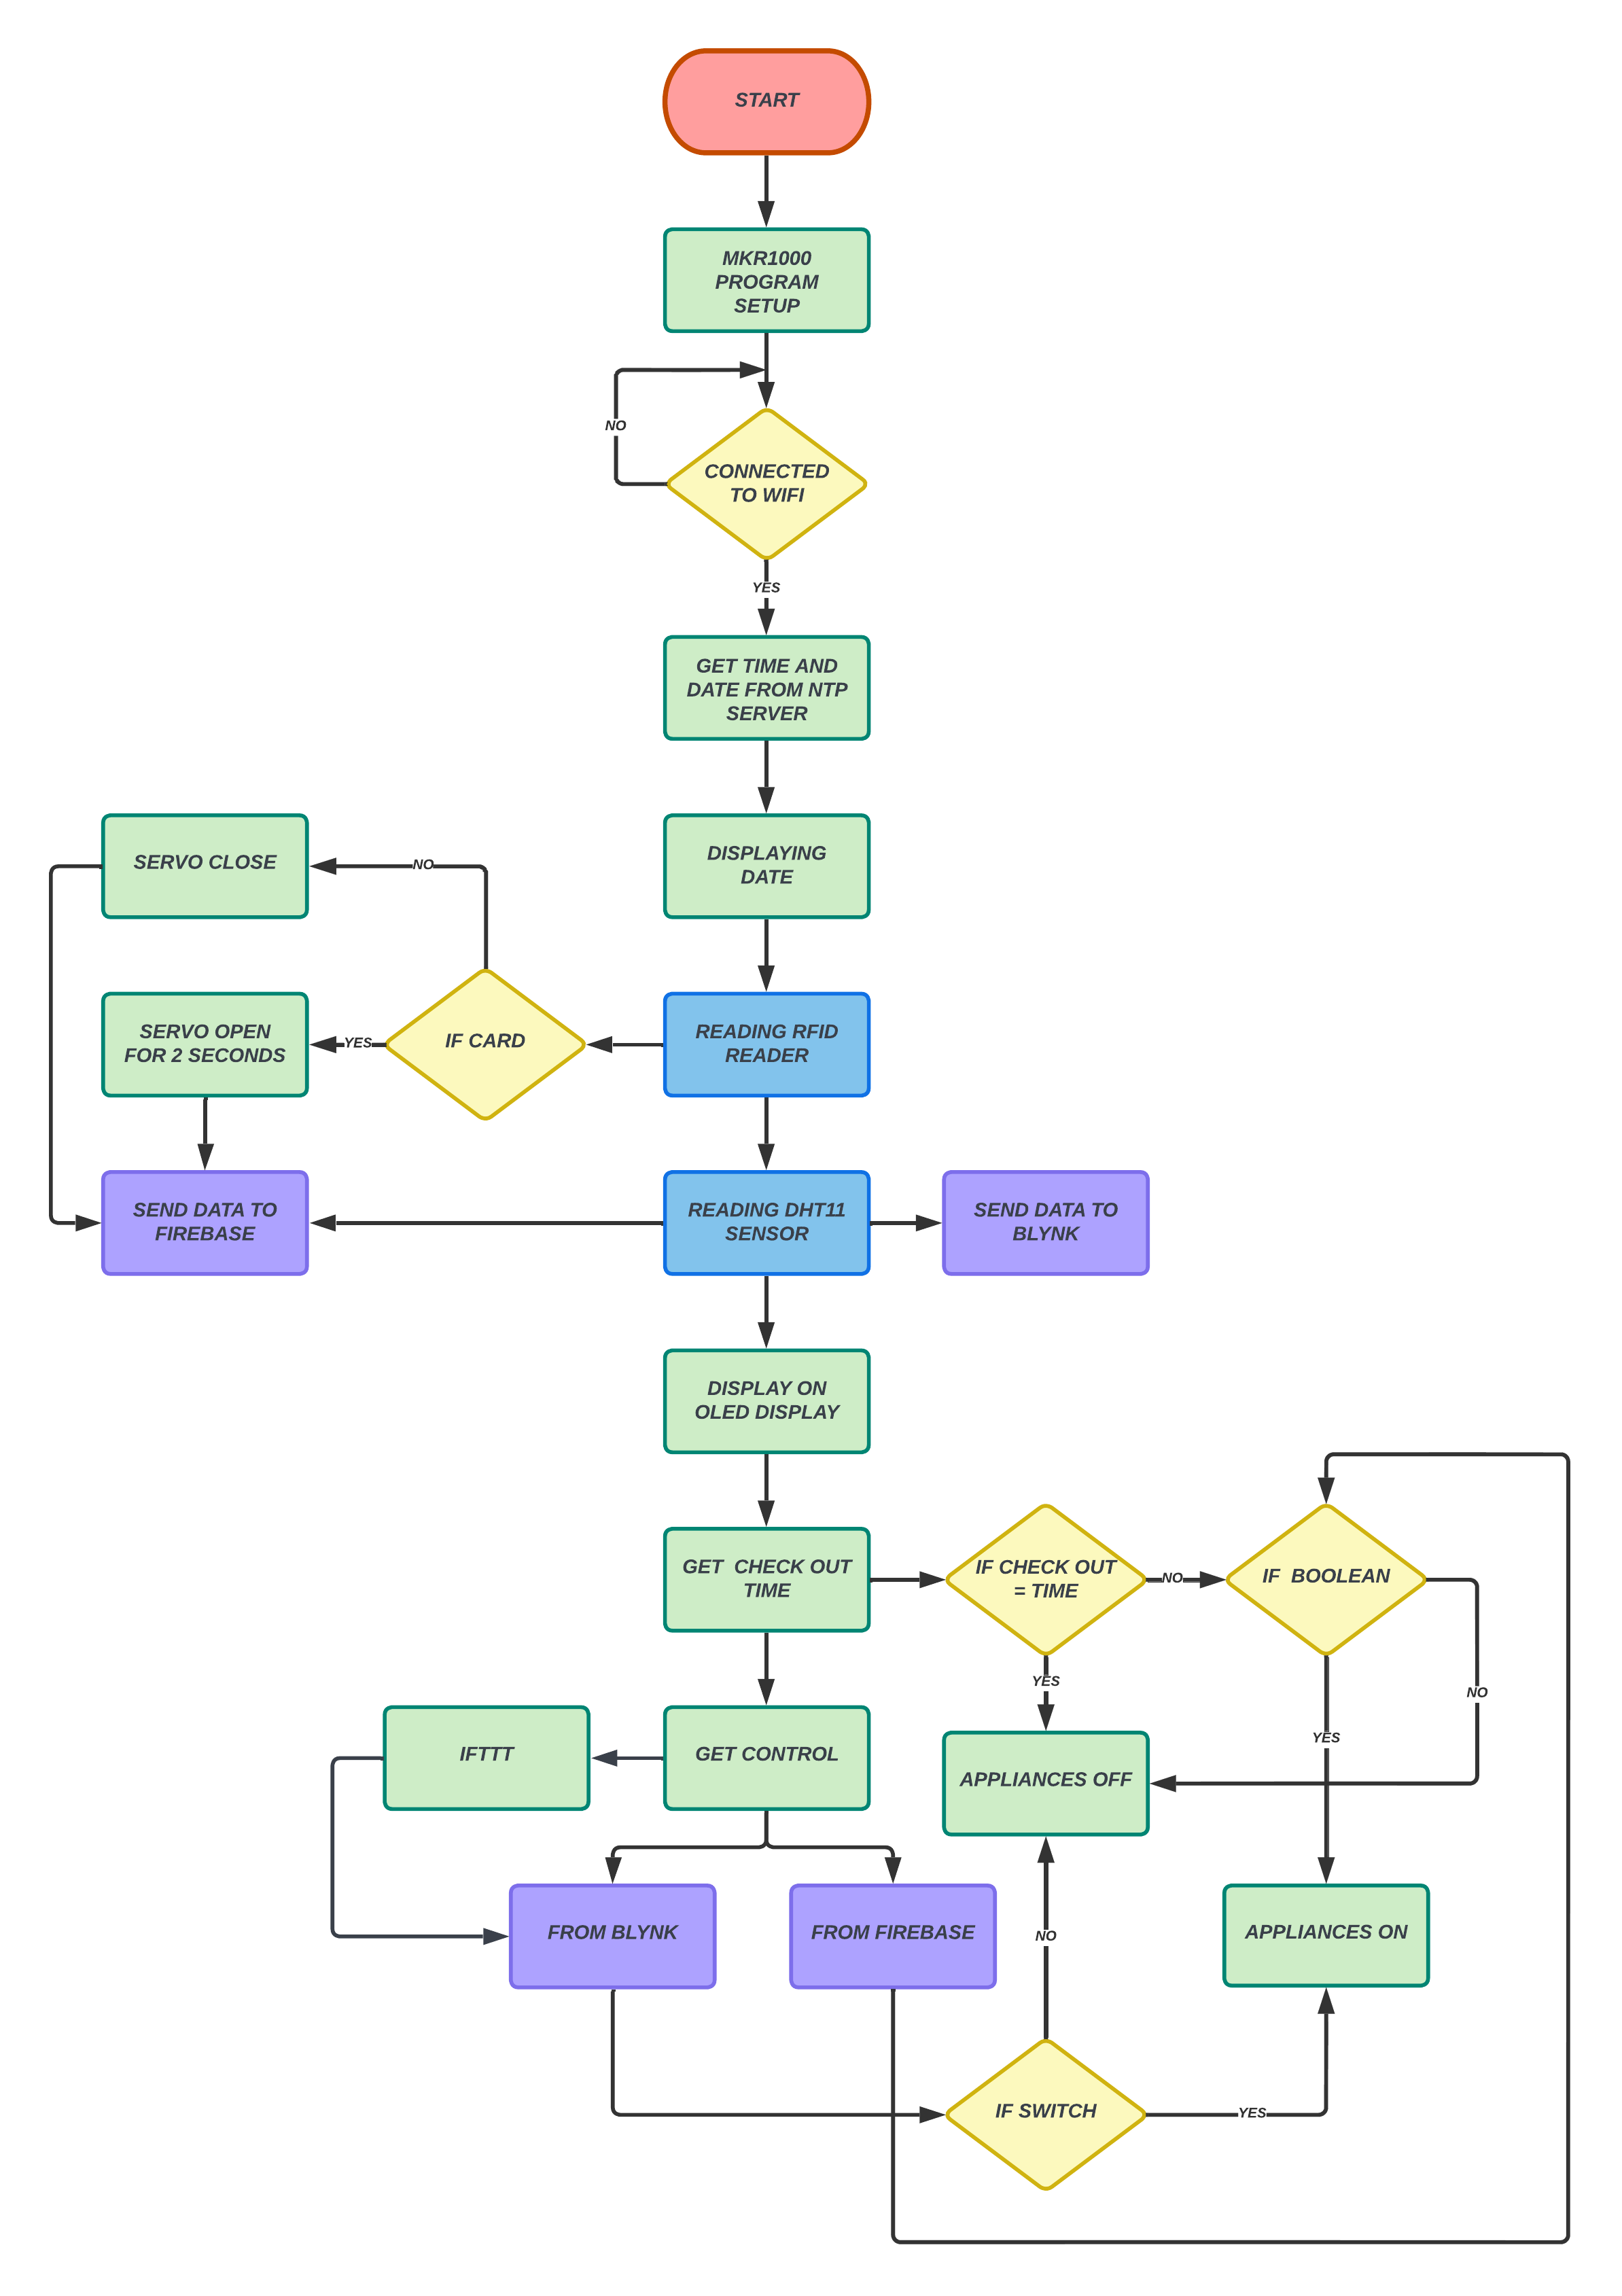 START
MKR1000
PROGRAM
SETUP
NO
CONNECTED
TO WIFI
YES
GET TIME AND
DATE FROM NTP
SERVER
DISPLAYING
DATE
SERVO CLOSE
NO
SERVO OPEN
FOR 2 SECONDS
YES
IF CARD
READING RFID
READER
SEND DATA TO
FIREBASE
READING DHT11
SENSOR
SEND DATA TO
BLYNK
DISPLAY ON
OLED DISPLAY
GET CHECK OUT
TIME
IF CHECK OUT
= TIME
NO
IF BOOLEAN
YES
NO
YES
IFTTT
GET CONTROL
APPLIANCES OFF
FROM BLYNK
FROM FIREBASE
NO
APPLIANCES ON
IF SWITCH
YES